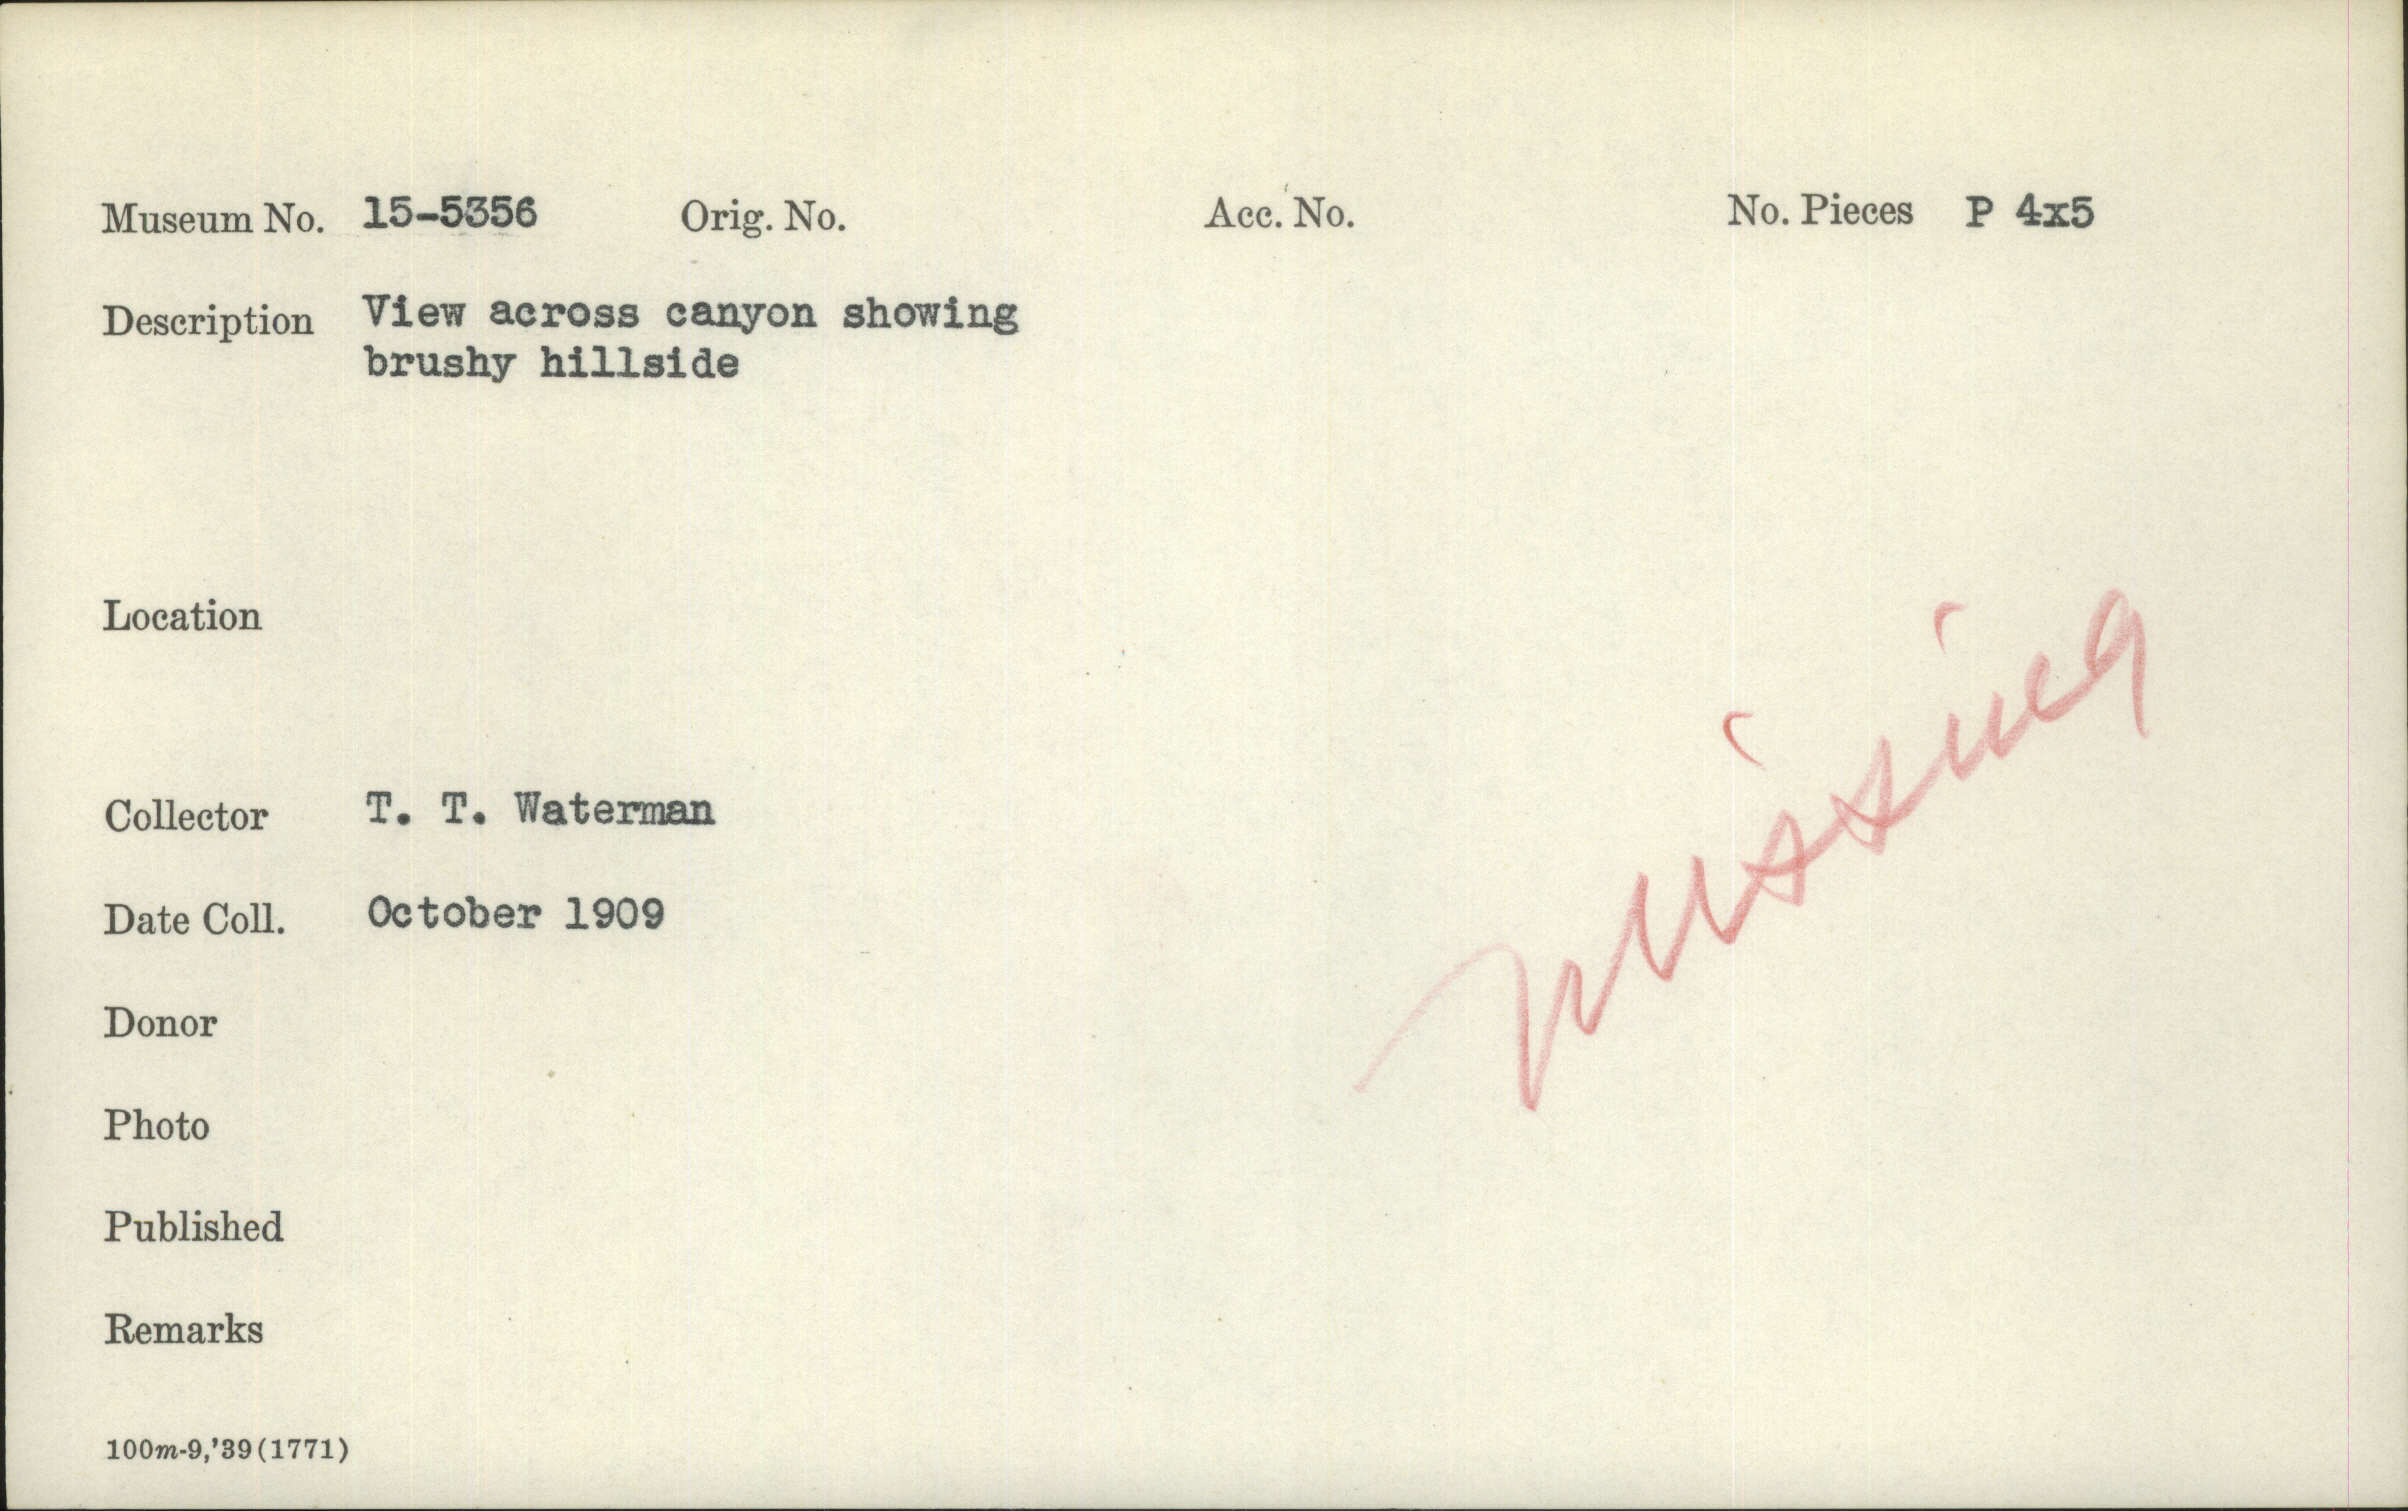 Museum No. 15-5356 Orig. No. Acc. No. No. Pieces P 4x5
Description View across canyon showing
brushy hillside
Location
missing
Collector T. T. Waterman
Date Coll. October 1909
Donor
Photo
Published
Remarks
100m-9,'39(1771)